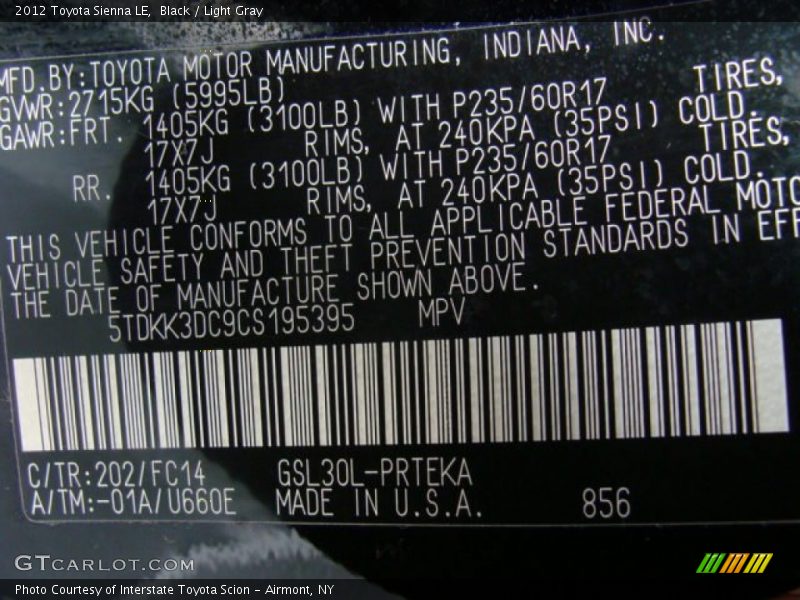 2012 Toyota Sienna LE,  Black / Light Gray
MFD.BY:TOYOTA MOTOR MANUFACTURING, INDIANA, INC.
GVWR:2715KG (5995LB)
GAWR:FRT. 1405KG (3100LB) WITH P235/60R17 TIRES,
17X7J RIMS, AT 240KPA (35PSI) COLD.
RR. 1405KG (3100LB) WITH P235/60R17 TIRES,
17X7J RIMS, AT 240KPA (35PSI) COLD.
THIS VEHICLE CONFORMS TO ALL APPLICABLE FEDERAL MOTO
VEHICLE SAFETY AND THEFT PREVENTION STANDARDS IN EFF
THE DATE OF MANUFACTURE SHOWN ABOVE.
5TDKK3DC9CS195395 MPV
C/TR:202/FC14 GSL30L-PRTEKA
A/TM:-01A/U660E MADE IN U.S.A. 856
GTCARLOT.COM
Photo Courtesy of Interstate Toyota Scion - Airmont, NY